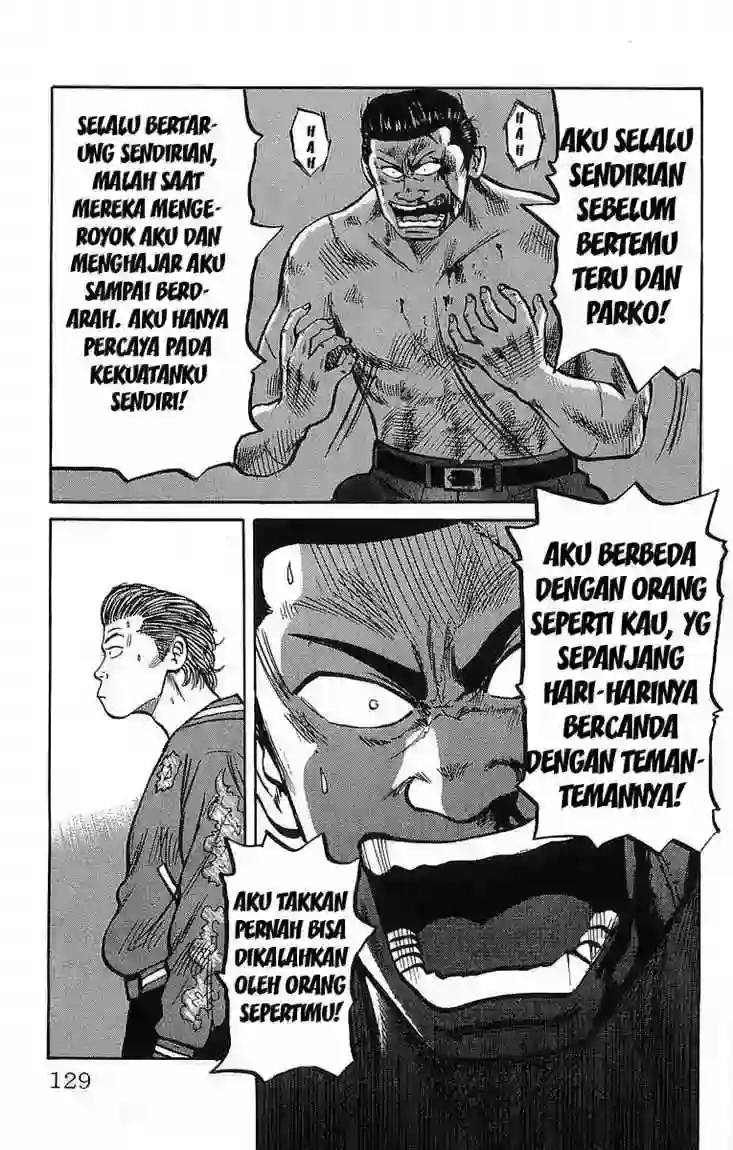 AKU SELALU
SENDIRIAN
SEBELUM
BERTEMU
TERU DAN
PARKO!
HAH
HAH
SELALU BERTAR-
UNG SENDIRIAN,
MALAH SAAT
MEREKA MENGE-
ROYOK AKU DAN
MENGHAJAR AKU
SAMPAI BERD-
ARAH. AKU HANYA
PERCAYA PADA
KEKUATANKU
SENDIRI!
AKU BERBEDA
DENGAN ORANG
SEPERTI KAU, YG
SEPANJANG
HARI-HARINYA
BERCANDA
DENGAN TEMAN-
TEMANNYA!
AKU TAKKAN
PERNAH BISA
DIKALAHKAN
OLEH ORANG
SEPERTIMU!
129